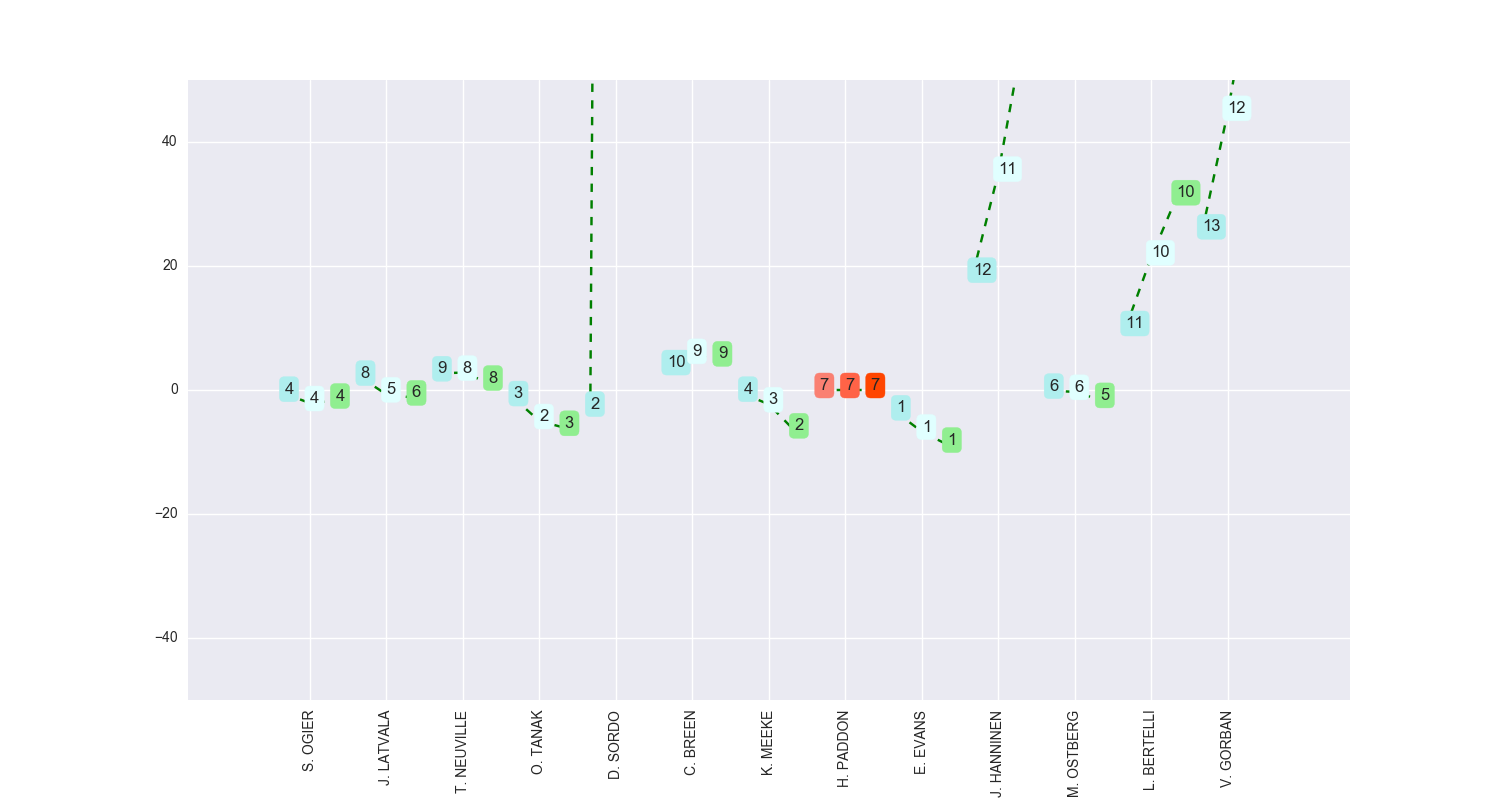 40
20
0
−20
−40
4 4 4
8 5 6
9 8 8
3 2 3
2
10 9 9
4 3 2
7 7 7
1 1 1
12 11
6 6 5
11 10 10
13 12
S. OGIER
J. LATVALA
T. NEUVILLE
O. TANAK
D. SORDO
C. BREEN
K. MEEKE
H. PADDON
E. EVANS
J. HANNINEN
M. OSTBERG
L. BERTELLI
V. GORBAN